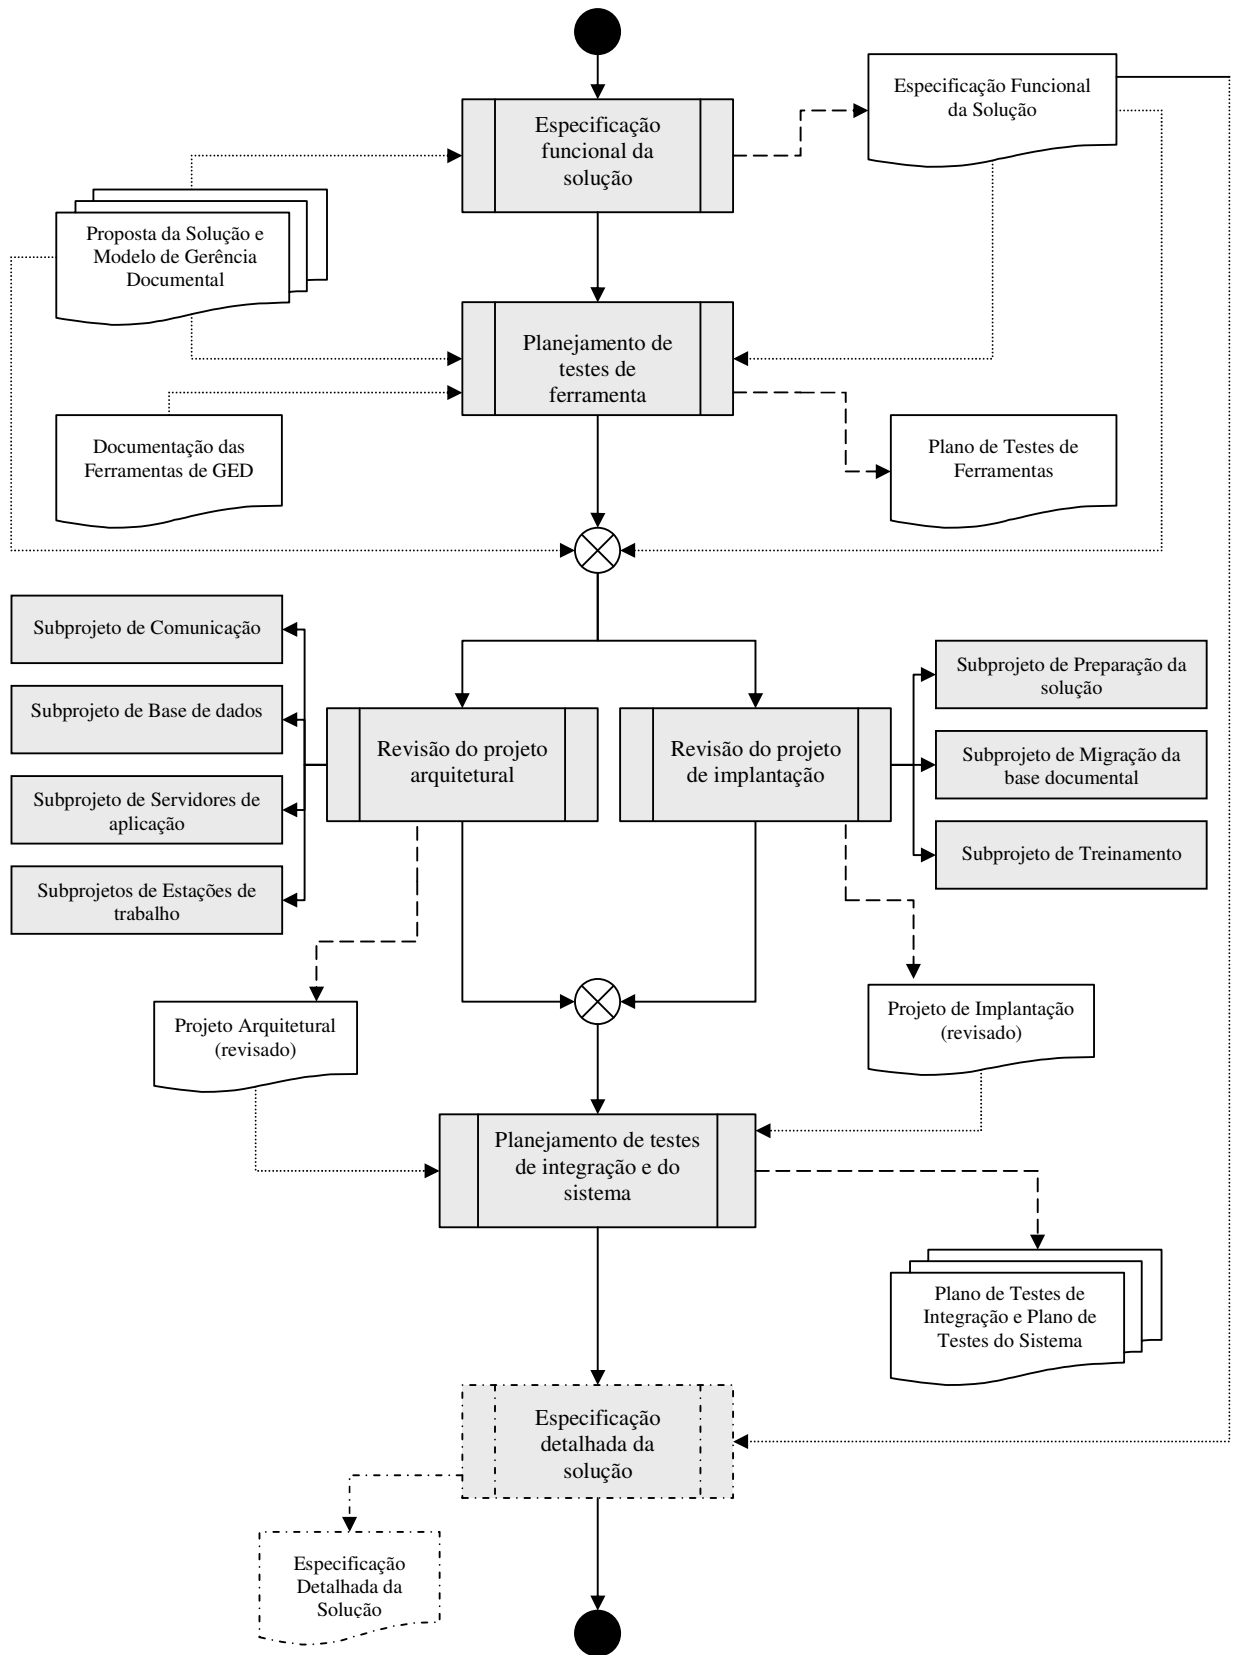 Especificação Funcional
da Solução
Especificação
funcional da
solução
Proposta da Solução e
Modelo de Gerência
Documental
Planejamento de
testes de
ferramenta
Documentação das
Ferramentas de GED
Plano de Testes de
Ferramentas
Subprojeto de Comunicação
Subprojeto de Base de dados
Subprojeto de Servidores de
aplicação
Subprojetos de Estações de
trabalho
Revisão do projeto
arquitetural
Revisão do projeto
de implantação
Subprojeto de Preparação da
solução
Subprojeto de Migração da
base documental
Subprojeto de Treinamento
Projeto Arquitetural
(revisado)
Projeto de Implantação
(revisado)
Planejamento de testes
de integração e do
sistema
Plano de Testes de
Integração e Plano de
Testes do Sistema
Especificação
detalhada da
solução
Especificação
Detalhada da
Solução